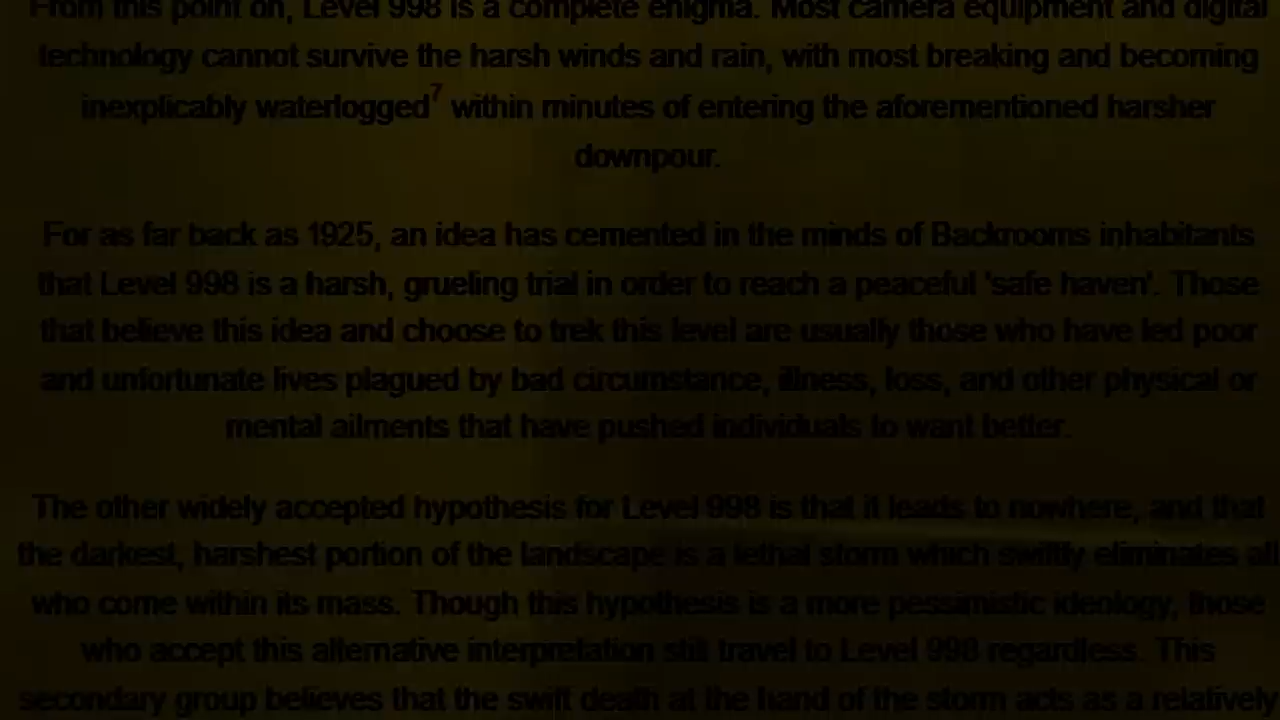 From this point on, Level 998 is a complete enigma. Most camera equipment and digital
technology cannot survive the harsh winds and rain, with most breaking and becoming
inexplicably waterlogged7 within minutes of entering the aforementioned harsher
downpour.
For as far back as 1925, an idea has cemented in the minds of Backrooms inhabitants
that Level 998 is a harsh, grueling trial in order to reach a peaceful 'safe haven'. Those
that believe this idea and choose to trek this level are usually those who have led poor
and unfortunate lives plagued by bad circumstance, illness, loss, and other physical or
mental ailments that have pushed individuals to want better.
The other widely accepted hypothesis for Level 998 is that it leads to nowhere, and that
the darkest, harshest portion of the landscape is a lethal storm which swiftly eliminates all
who come within its mass. Though this hypothesis is a more pessimistic ideology, those
who accept this alternative interpretation still travel to Level 998 regardless. This
secondary group believes that the swift death at the hand of the storm acts as a relatively